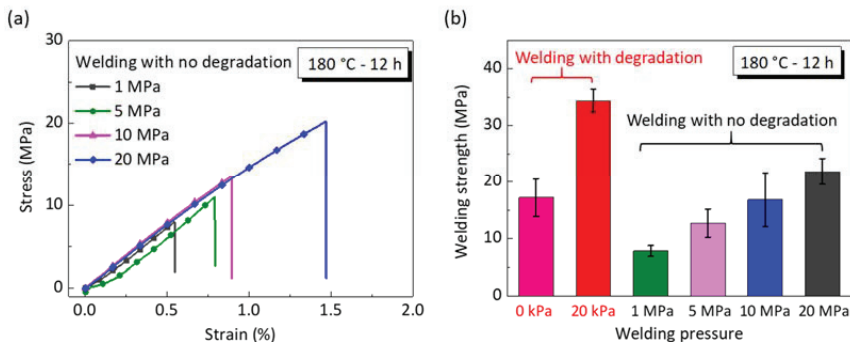 (a)
Stress (MPa)
30
20
10
0
Welding with no degradation
180 °C - 12 h
1 MPa
5 MPa
10 MPa
20 MPa
0.0 0.5 1.0 1.5 2.0
Strain (%)
(b)
Welding strength (MPa)
40
30
20
10
0
Welding with degradation
180 °C - 12 h
Welding with no degradation
0 kPa 20 kPa 1 MPa 5 MPa 10 MPa 20 MPa
Welding pressure